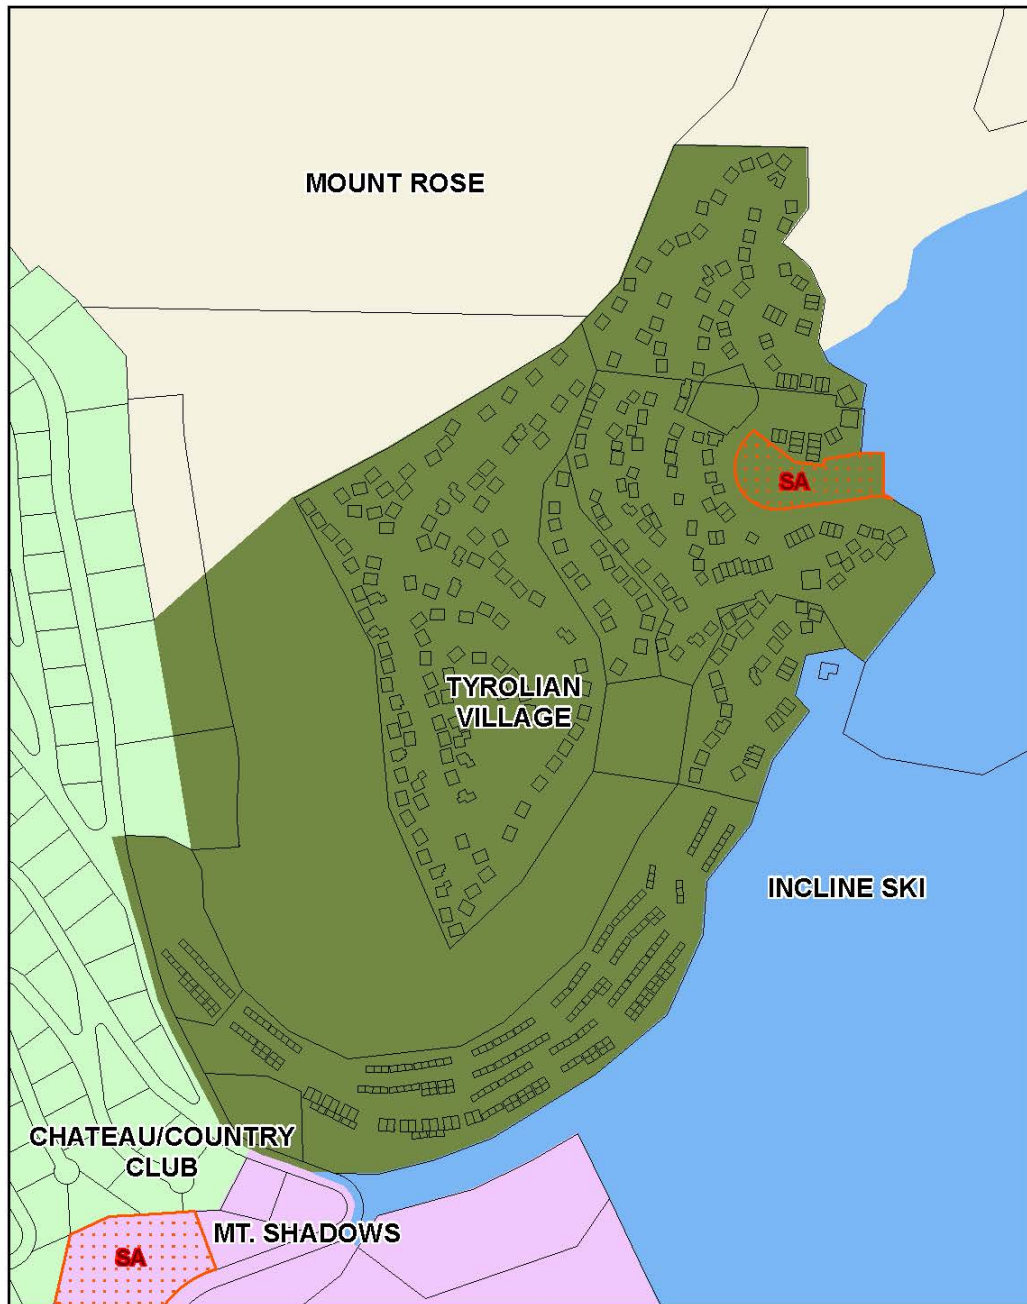 MOUNT ROSE
SA
TYROLIAN
VILLAGE
INCLINE SKI
CHATEAU/COUNTRY
CLUB
MT. SHADOWS
SA